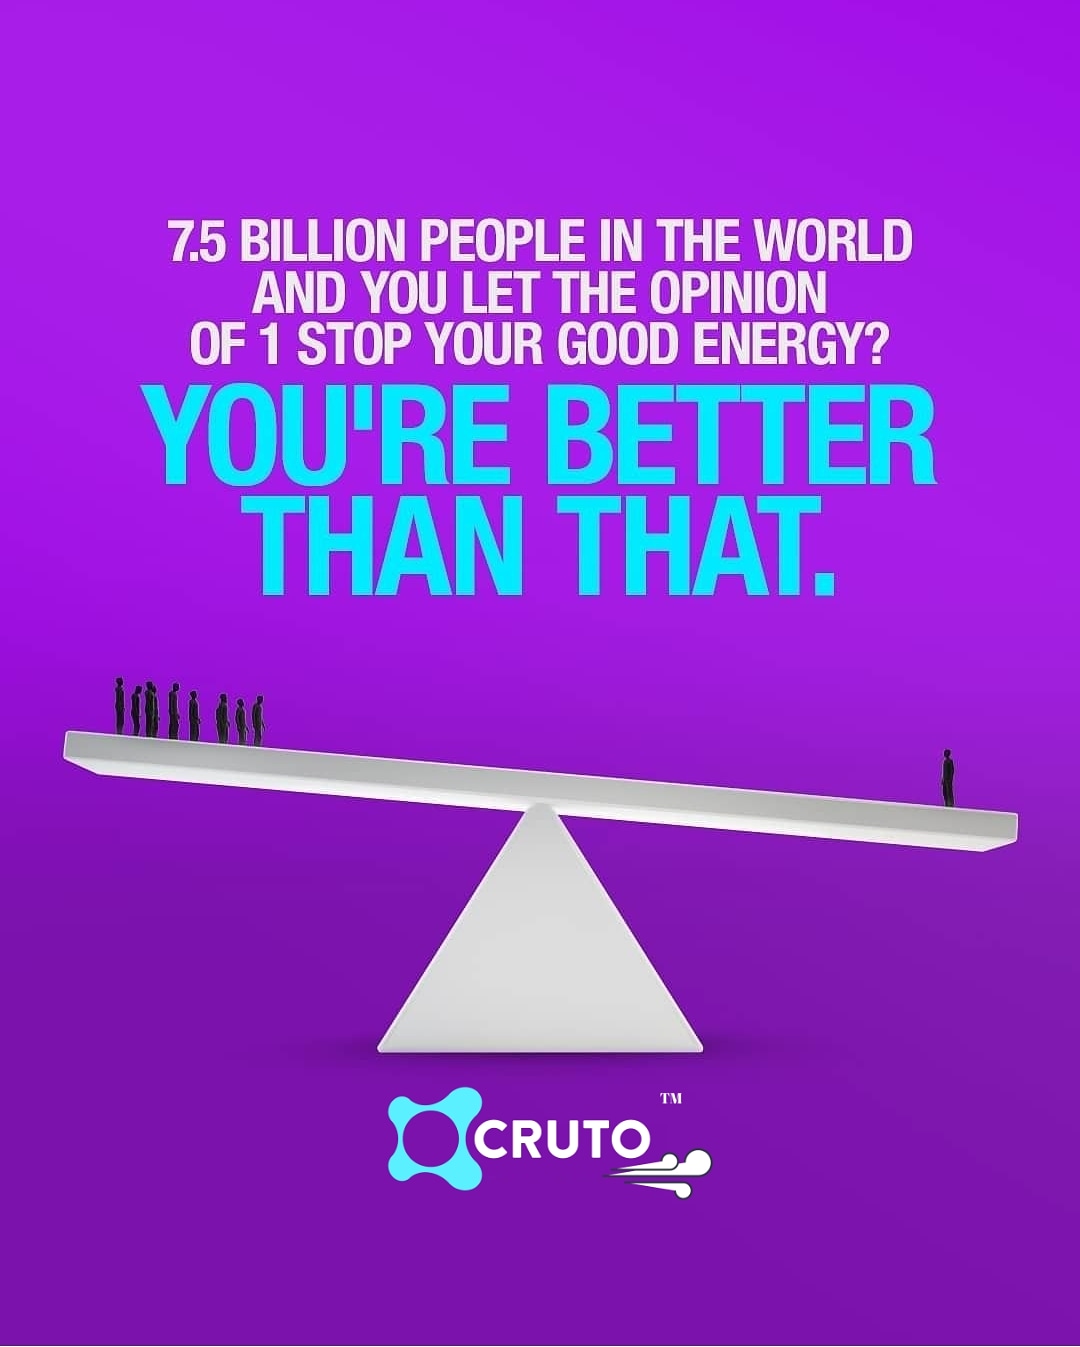 7.5 BILLION PEOPLE IN THE WORLD
AND YOU LET THE OPINION
OF 1 STOP YOUR GOOD ENERGY?
YOU'RE BETTER
THAN THAT.
CRUTO ™